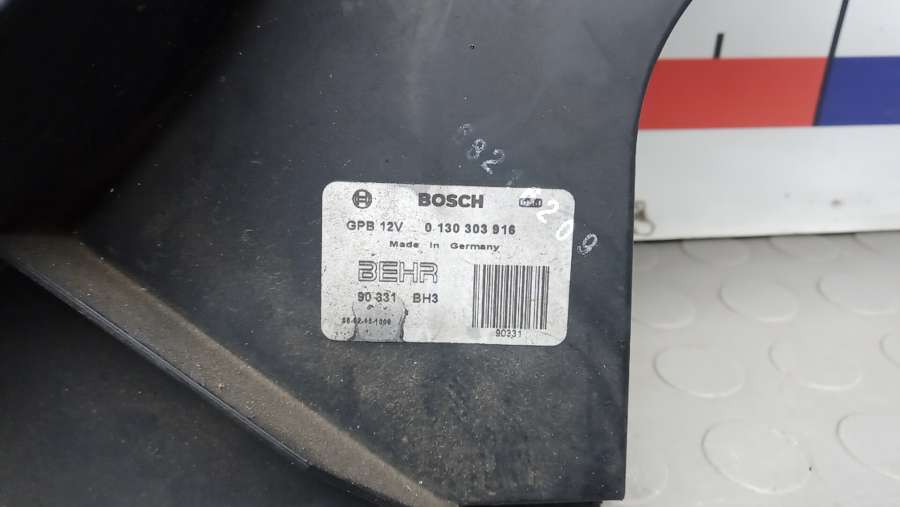 BOSCH
GPB 12V 0 130 303 916
Made in Germany
BEHR
90 331 BH3
90331